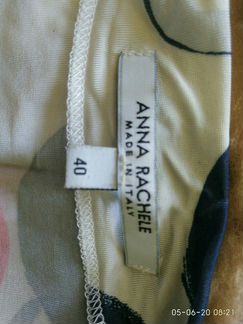 ANNA RACHELE
MADE IN ITALY
40
05-06-20 08:21